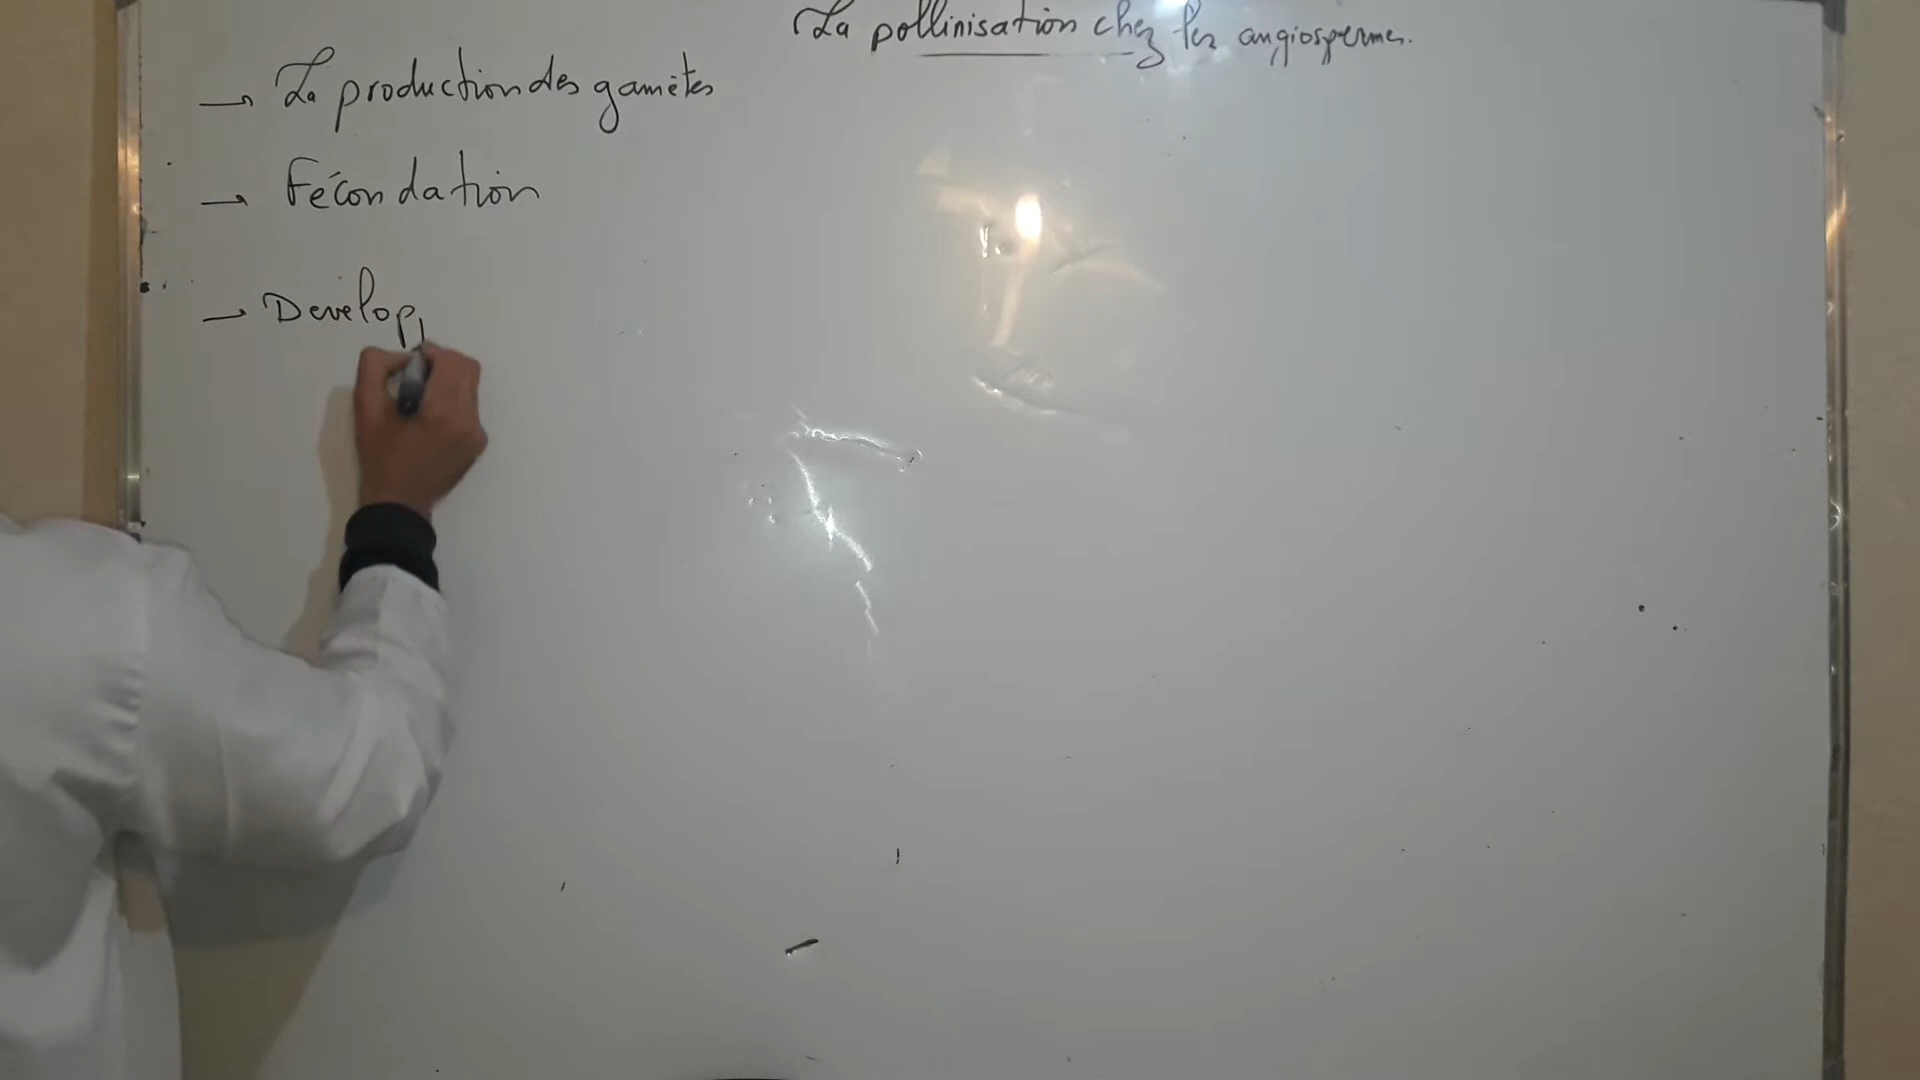 La pollinisation chez les angiospermes.
→ La production des gamètes
→ Fécondation
→ Develop